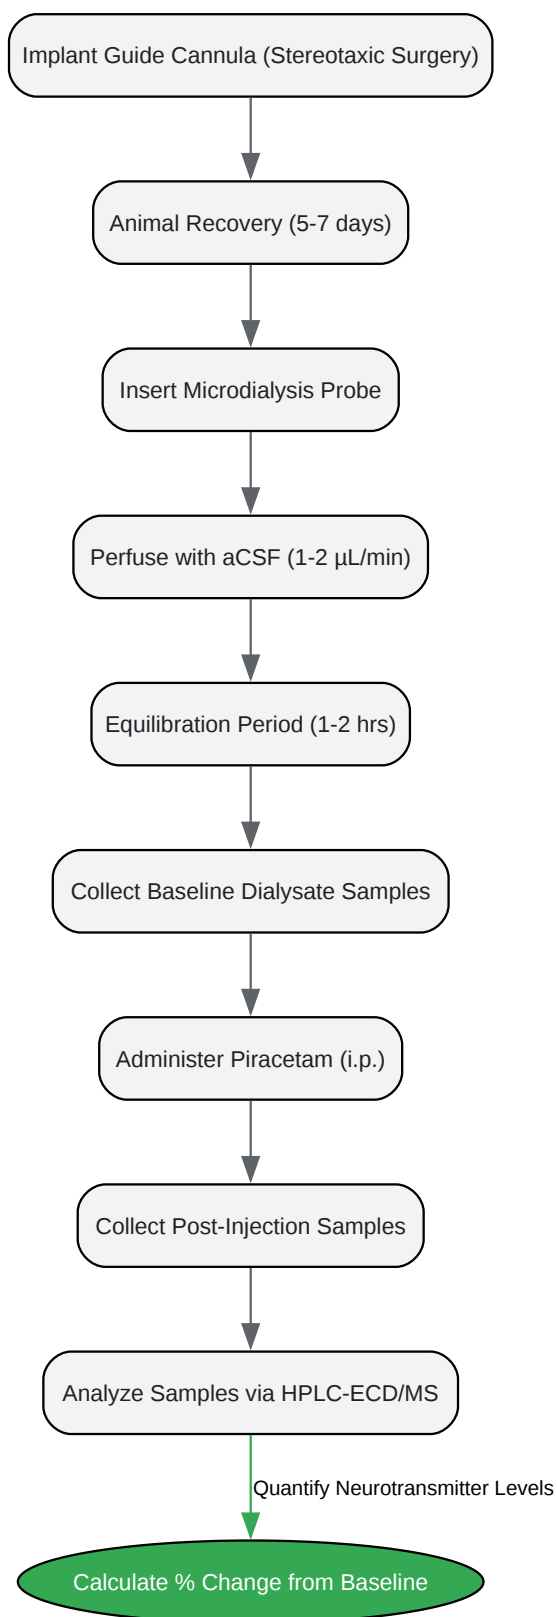 Implant Guide Cannula (Stereotaxic Surgery)
Animal Recovery (5-7 days)
Insert Microdialysis Probe
Perfuse with aCSF (1-2 µL/min)
Equilibration Period (1-2 hrs)
Collect Baseline Dialysate Samples
Administer Piracetam (i.p.)
Collect Post-Injection Samples
Analyze Samples via HPLC-ECD/MS
Quantify Neurotransmitter Levels
Calculate % Change from Baseline